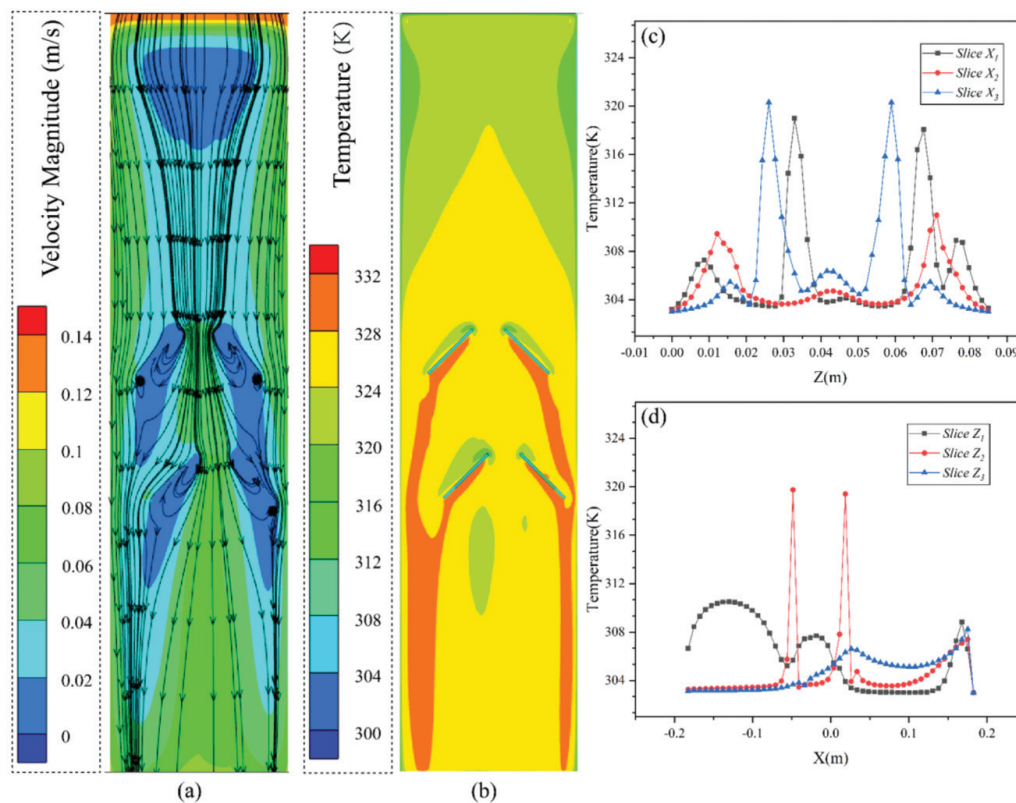 Velocity Magnitude (m/s)
0.14
0.12
0.1
0.08
0.06
0.04
0.02
0
(a)
Temperature (K)
332
328
324
320
316
312
308
304
300
(b)
(c)
Slice X1
Slice X2
Slice X3
Temperature(K)
324
320
316
312
308
304
-0.01 0.00 0.01 0.02 0.03 0.04 0.05 0.06 0.07 0.08 0.09
Z(m)
(d)
Slice Z1
Slice Z2
Slice Z3
Temperature(K)
324
320
316
312
308
304
-0.2 -0.1 0.0 0.1 0.2
X(m)